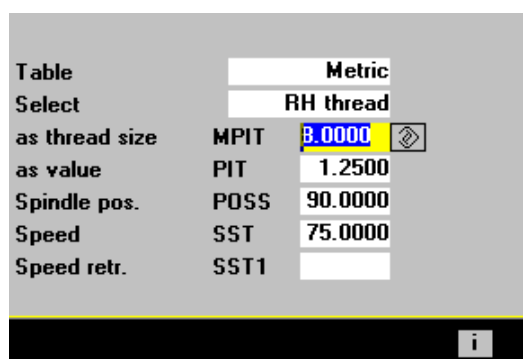 Table Metric
Select RH thread
as thread size MPIT 8.0000
as value PIT 1.2500
Spindle pos. POSS 90.0000
Speed SST 75.0000
Speed retr. SST1
i